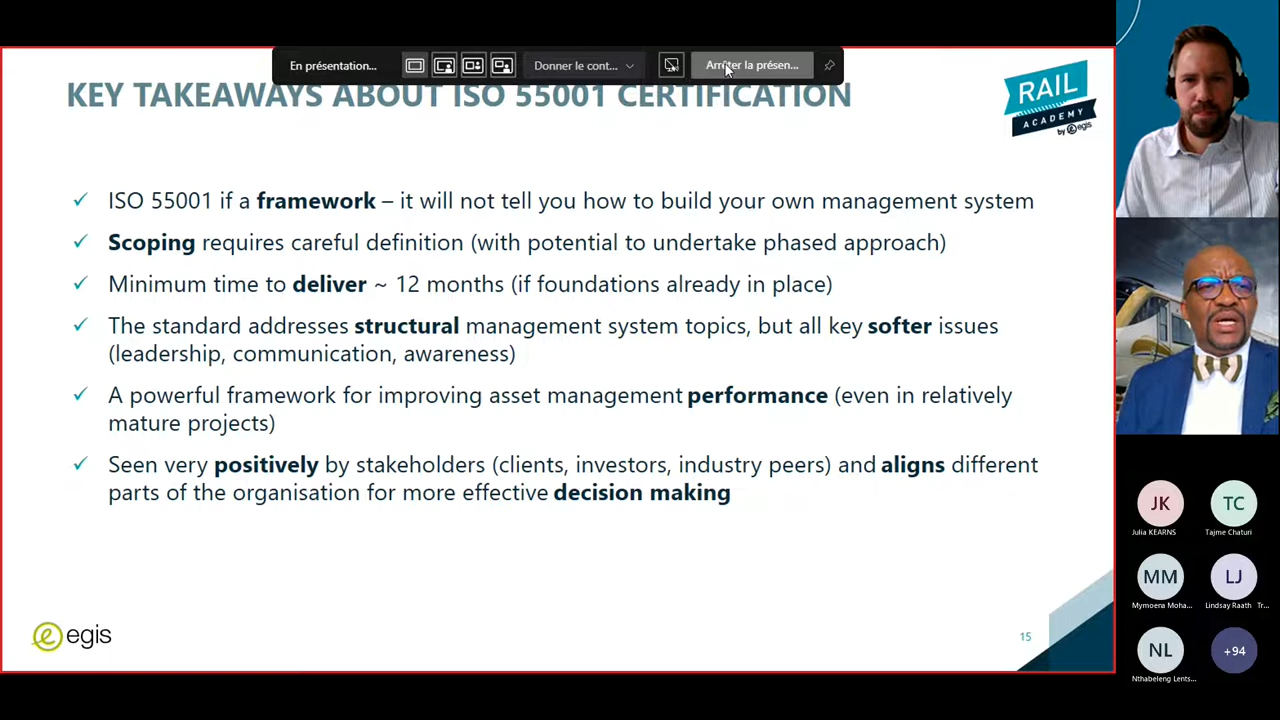 En présentation...
Donner le cont...
Arrêter la présen...
KEY TAKEAWAYS ABOUT ISO 55001 CERTIFICATION
RAIL
ACADEMY
by egis
ISO 55001 if a framework – it will not tell you how to build your own management system
Scoping requires careful definition (with potential to undertake phased approach)
Minimum time to deliver ~ 12 months (if foundations already in place)
The standard addresses structural management system topics, but all key softer issues
(leadership, communication, awareness)
A powerful framework for improving asset management performance (even in relatively
mature projects)
Seen very positively by stakeholders (clients, investors, industry peers) and aligns different
parts of the organisation for more effective decision making
egis
15
JK
TC
Julia KEARNS
Tajme Chaturi
MM
LJ
Mymoera Moha...
Lindsay Raath Tr...
NL
+94
Nthabeleng Lents...